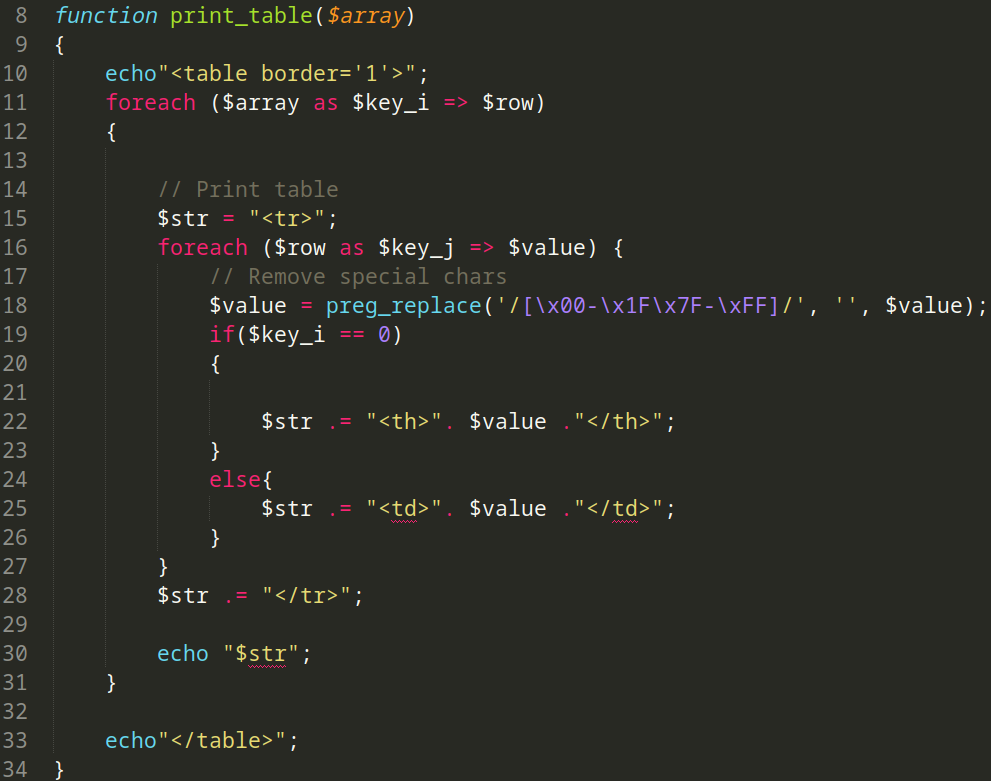 8 function print_table($array)
9 {
10 echo"<table border='1'>";
11 foreach ($array as $key_i => $row)
12 {
13
14 // Print table
15 $str = "<tr>";
16 foreach ($row as $key_j => $value) {
17 // Remove special chars
18 $value = preg_replace('/[\x00-\x1F\x7F-\xFF]/', '', $value);
19 if($key_i == 0)
20 {
21
22 $str .= "<th>". $value ."</th>";
23 }
24 else{
25 $str .= "<td>". $value ."</td>";
26 }
27 }
28 $str .= "</tr>";
29
30 echo "$str";
31 }
32
33 echo"</table>";
34 }